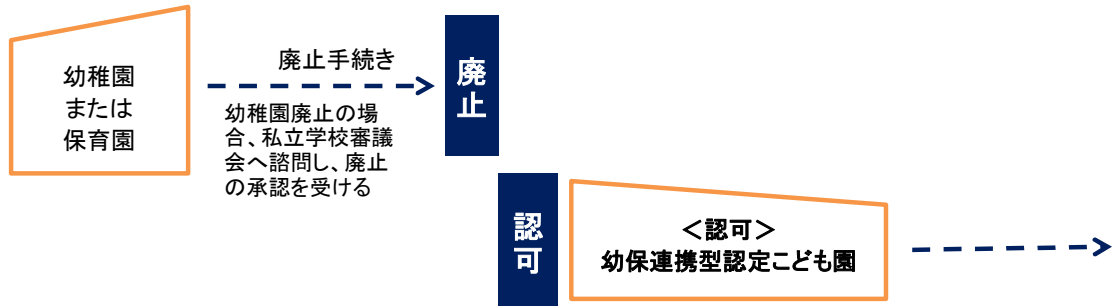 幼稚園
または
保育園
廃止手続き
幼稚園廃止の場
合、私立学校審議
会へ諮問し、廃止
の承認を受ける
廃止
認可
＜認可＞
幼保連携型認定こども園